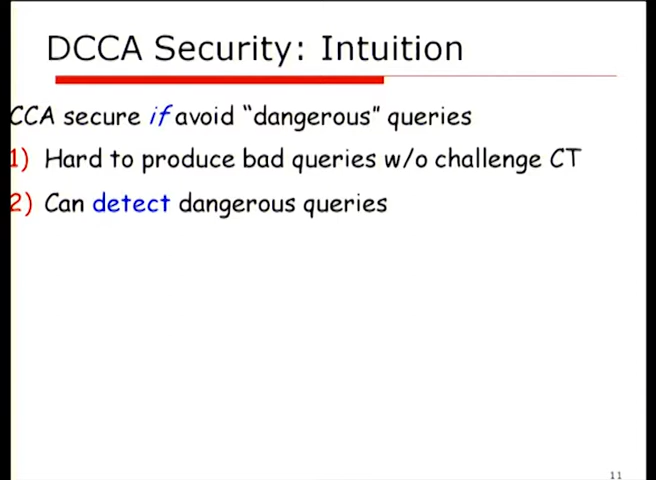 DCCA Security: Intuition
CCA secure if avoid "dangerous" queries
1) Hard to produce bad queries w/o challenge CT
2) Can detect dangerous queries
11